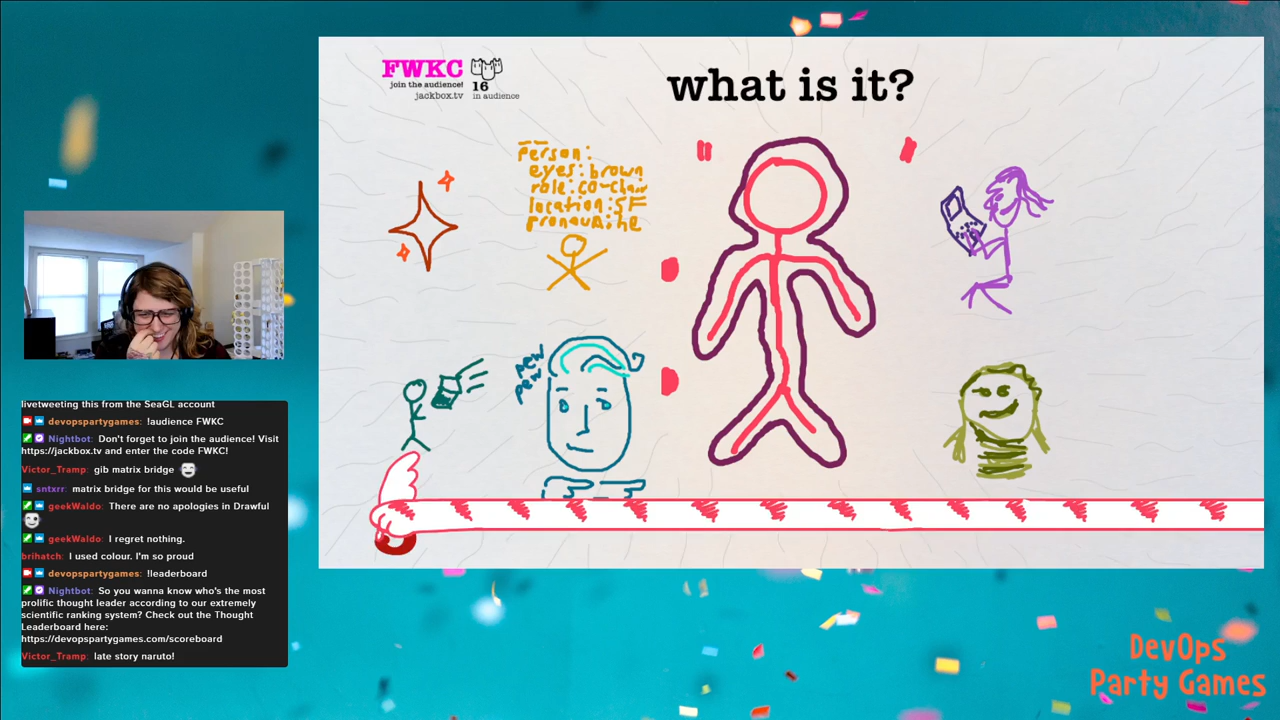 FWKC
join the audience!
jackbox.tv
16
in audience
what is it?
person:
eyes: brown
role: co-chair
location: SF
pronoun: he
pew
pew
livetweeting this from the SeaGL account
devopspartygames: !audience FWKC
Nightbot: Don't forget to join the audience! Visit
https://jackbox.tv and enter the code FWKC!
Victor_Tramp: gib matrix bridge
sntxrr: matrix bridge for this would be useful
geekWaldo: There are no apologies in Drawful
geekWaldo: I regret nothing.
brihatch: I used colour. I'm so proud
devopspartygames: !leaderboard
Nightbot: So you wanna know who's the most
prolific thought leader according to our extremely
scientific ranking system? Check out the Thought
Leaderboard here:
https://devopspartygames.com/scoreboard
Victor_Tramp: late story naruto!
DevOps
Party Games